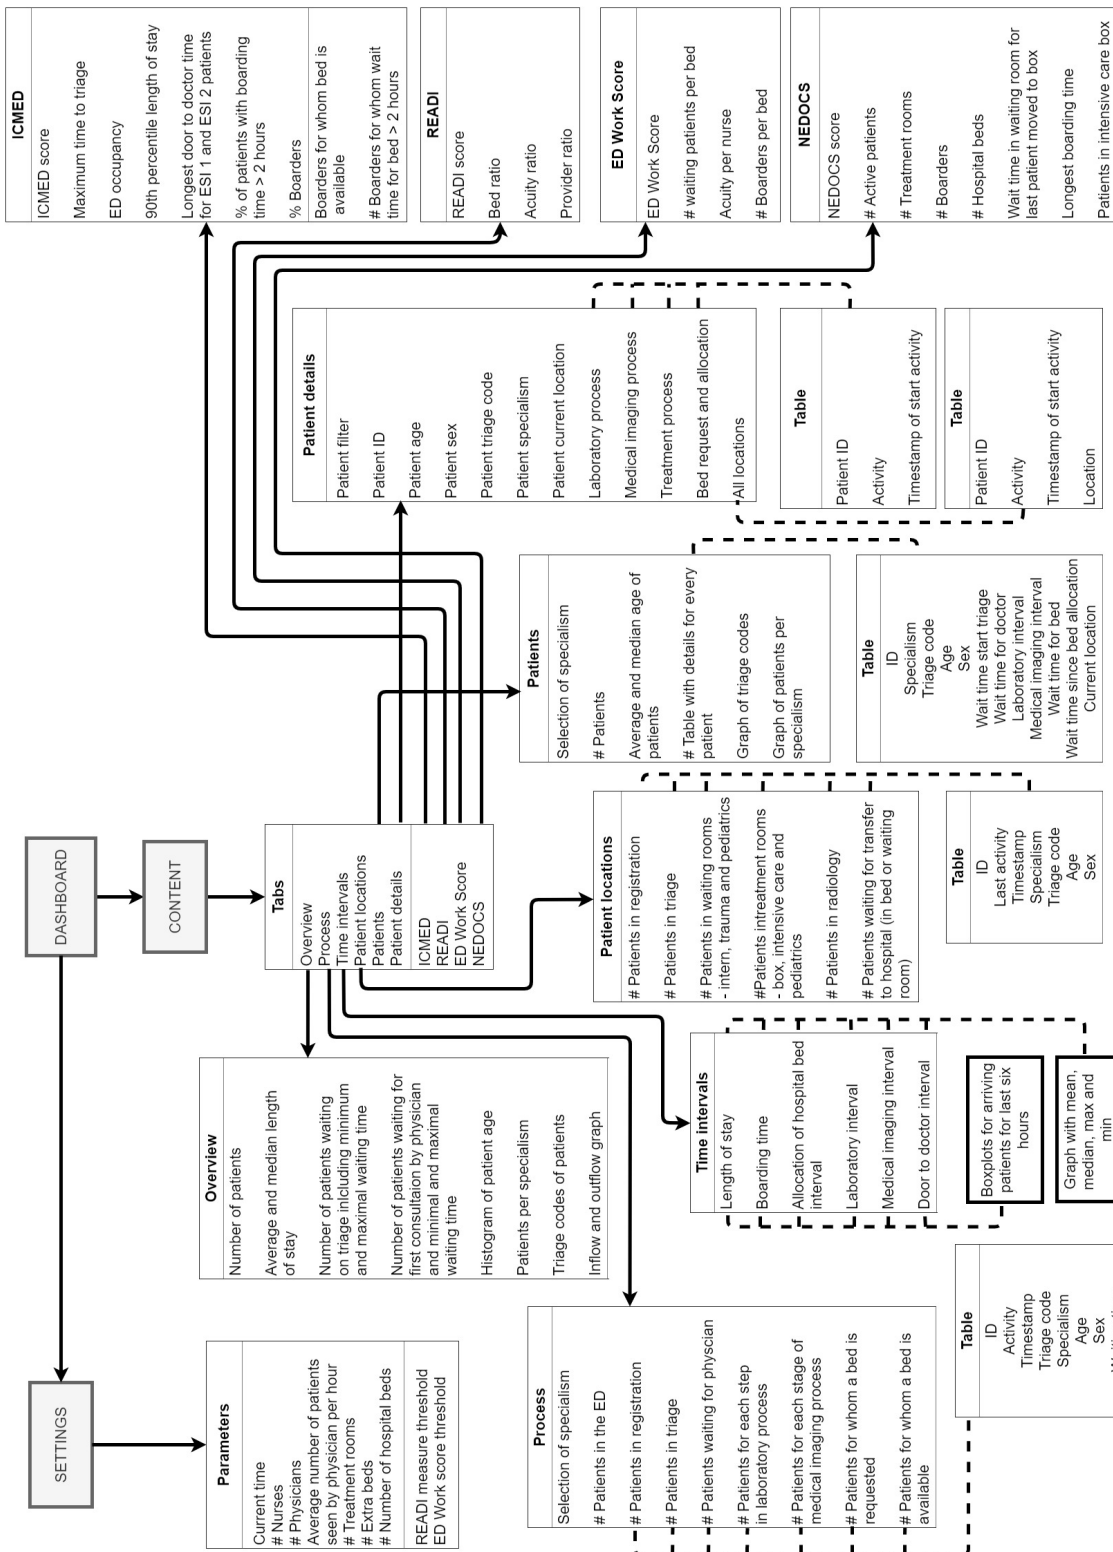 DASHBOARD
SETTINGS
CONTENT
Parameters
Current time
# Nurses
# Physicians
Average number of patients
seen by physician per hour
# Treatment rooms
# Extra beds
# Number of hospital beds
READI measure threshold
ED Work score threshold
Tabs
Overview
Process
Time intervals
Patient locations
Patients
Patient details
ICMED
READI
ED Work Score
NEDOCS
Overview
Number of patients
Average and median length
of stay
Number of patients waiting
on triage inlcluding minimum
and maximal waiting time
Number of patients waiting for
first consultaion by physician
and minimal and maximal
waiting time
Histogram of patient age
Patients per specialism
Triage codes of patients
Inflow and outflow graph
Process
Selection of specialism
# Patients in the ED
# Patients in registration
# Patients in triage
# Patients waiting for physcian
# Patients for each step
in laboratory process
# Patients for each stage of
medical imaging process
# Patients for whom a bed is
requested
# Patients for whom a bed is
available
Table
ID
Activity
Timestamp
Triage code
Specialism
Age
Sex
Time intervals
Length of stay
Boarding time
Allocation of hospital bed
interval
Laboratory interval
Medical imaging interval
Door to doctor interval
Boxplots for arriving
patients for last six
hours
Graph with mean,
median, max and
min
Patient locations
# Patients in registration
# Patients in triage
# Patients in waiting rooms
- intern, trauma and pediatrics
#Patients intreatment rooms
- box, intensive care and
pediatrics
# Patients in radiology
# Patients waiting for transfer
to hospital (in bed or waiting
room)
Table
ID
Last activity
Timestamp
Specialism
Triage code
Age
Sex
Patients
Selection of specialism
# Patients
Average and median age of
patients
# Table with details for every
patient
Graph of triage codes
Graph of patients per
specialism
Table
ID
Specialism
Triage code
Age
Sex
Wait time start triage
Wait time for doctor
Laboratory interval
Medical imaging interval
Wait time for bed
Wait time since bed allocation
Current location
Patient details
Patient filter
Patient ID
Patient age
Patient sex
Patient triage code
Patient specialism
Patient current location
Laboratory process
Medical imaging process
Treatment process
Bed request and allocation
All locations
Table
Patient ID
Activity
Timestamp of start activity
Table
Patient ID
Activity
Timestamp of start activity
Location
ICMED
ICMED score
Maximum time to triage
ED occupancy
90th percentile length of stay
Longest door to doctor time
for ESI 1 and ESI 2 patients
% of patients with boarding
time > 2 hours
% Boarders
Boarders for whom bed is
available
# Boarders for whom wait
time for bed > 2 hours
READI
READI score
Bed ratio
Acuity ratio
Provider ratio
ED Work Score
ED Work Score
# waiting patients per bed
Acuity per nurse
# Boarders per bed
NEDOCS
NEDOCS score
# Active patients
# Treatment rooms
# Boarders
# Hospital beds
Wait time in waiting room for
last patient moved to box
Longest boarding time
Patients in intensive care box